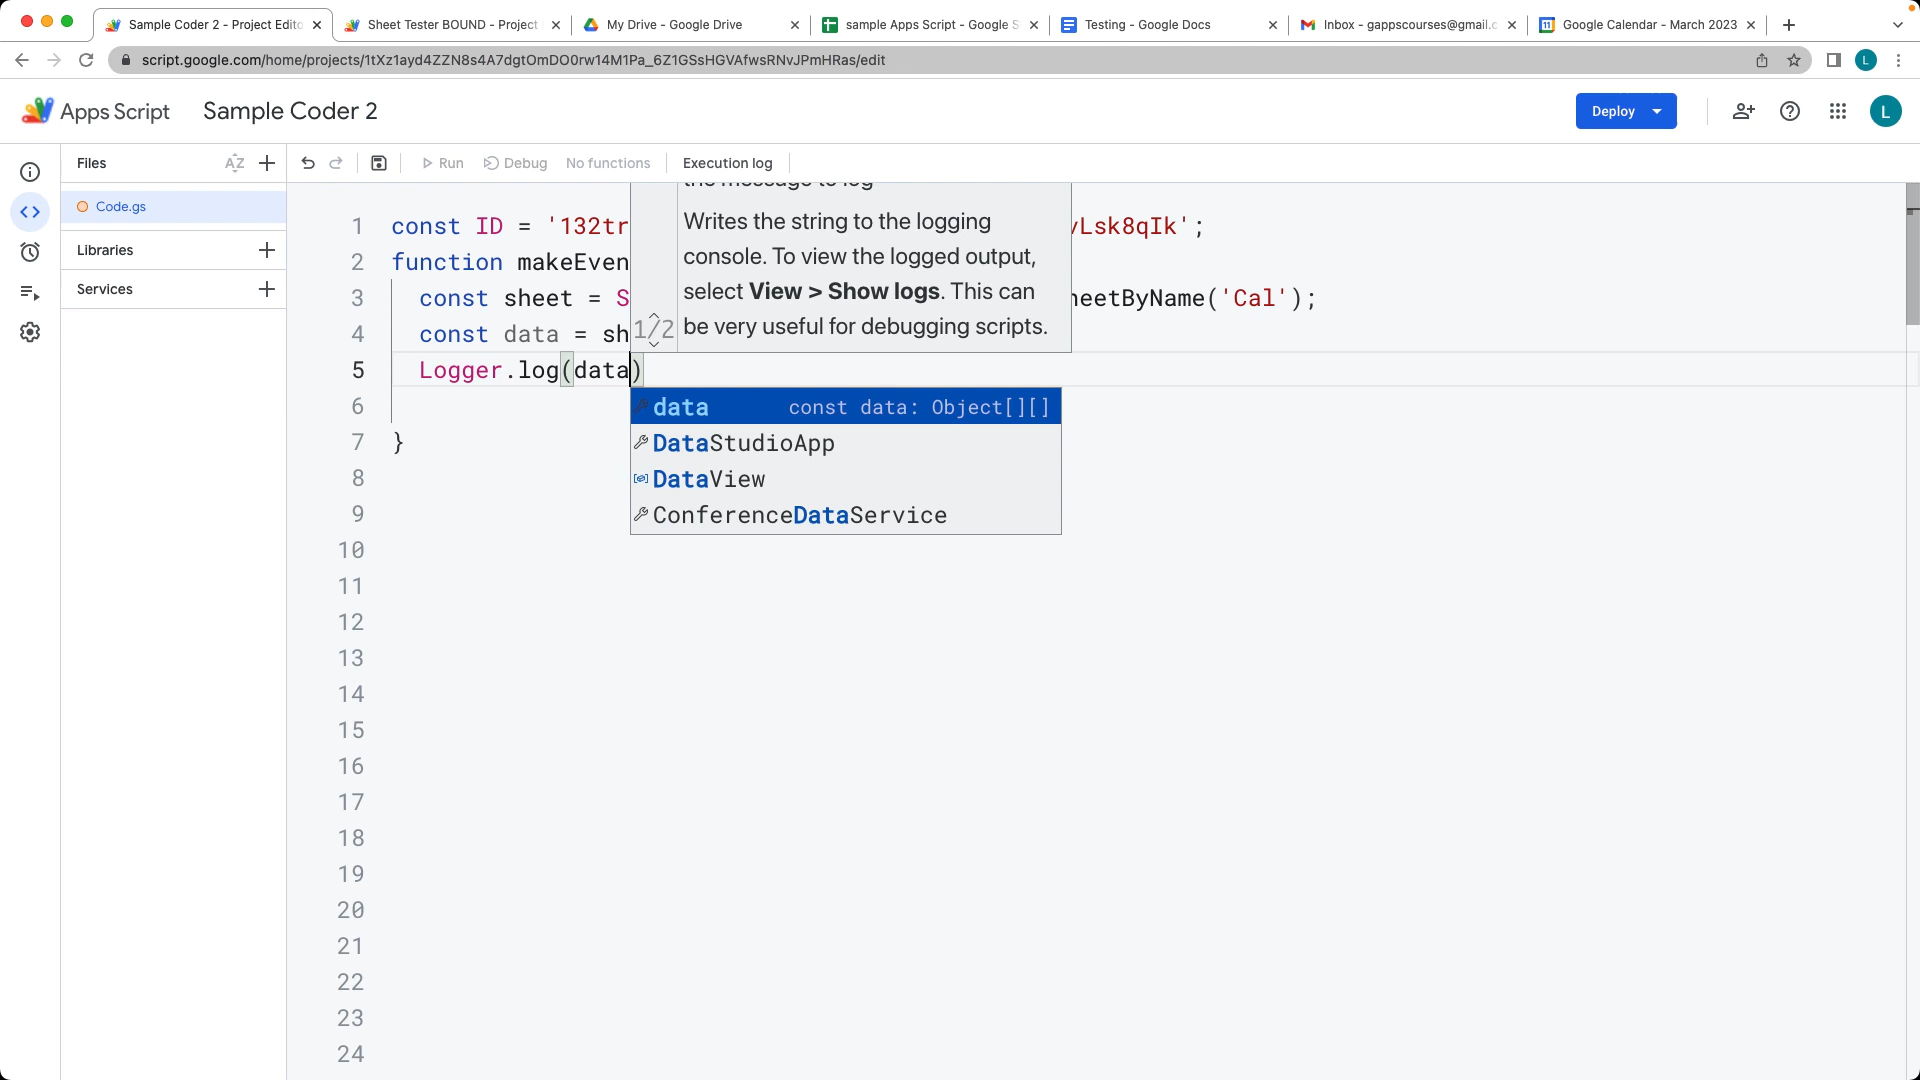 Sample Coder 2 - Project Edito
Sheet Tester BOUND - Project
My Drive - Google Drive
sample Apps Script - Google S
Testing - Google Docs
Inbox - gappscourses@gmail.c
Google Calendar - March 2023
script.google.com/home/projects/1tXz1ayd4ZZN8s4A7dgtOmDO0rw14M1Pa_6Z1GSsHGVAfwsRNvJPmHRas/edit
L
Apps Script
Sample Coder 2
Deploy
L
Files
AZ
Run
Debug
No functions
Execution log
Code.gs
Libraries
Services
the message to log
Writes the string to the logging
console. To view the logged output,
select View > Show logs. This can
be very useful for debugging scripts.
1/2
1 const ID = '132tr vLsk8qIk';
2 function makeEven
3 const sheet = S heetByName('Cal');
4 const data = sh
5 Logger.log(data)
6
7 }
data const data: Object[][]
DataStudioApp
DataView
ConferenceDataService
8
9
10
11
12
13
14
15
16
17
18
19
20
21
22
23
24